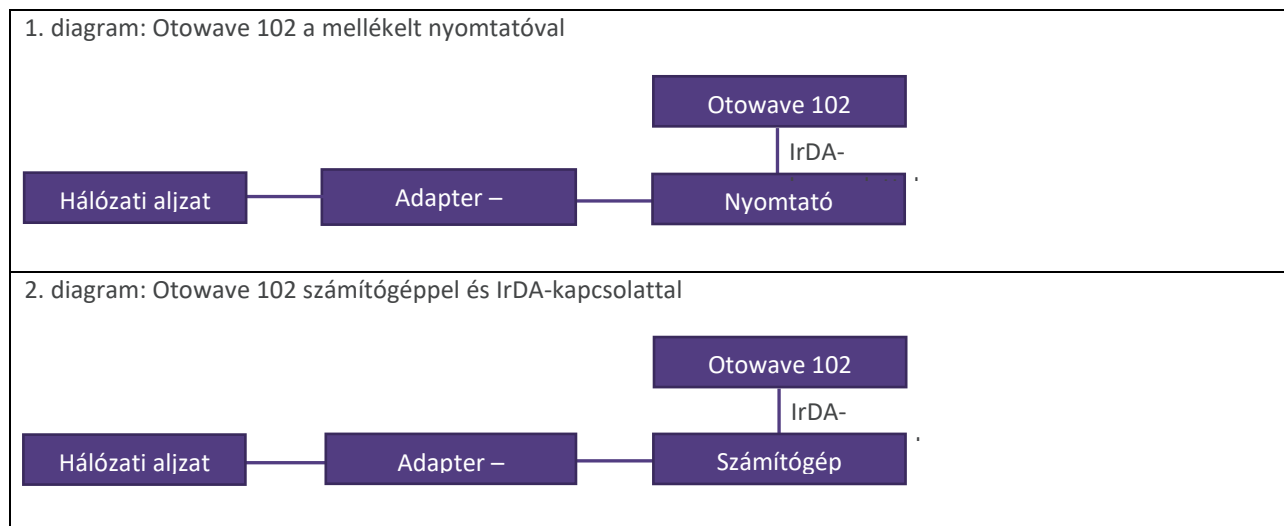 1. diagram: Otowave 102 a mellékelt nyomtatóval
Otowave 102
IrDA-
Hálózati aljzat
Adapter –
Nyomtató
2. diagram: Otowave 102 számítógéppel és IrDA-kapcsolattal
Otowave 102
IrDA-
Hálózati aljzat
Adapter –
Számítógép